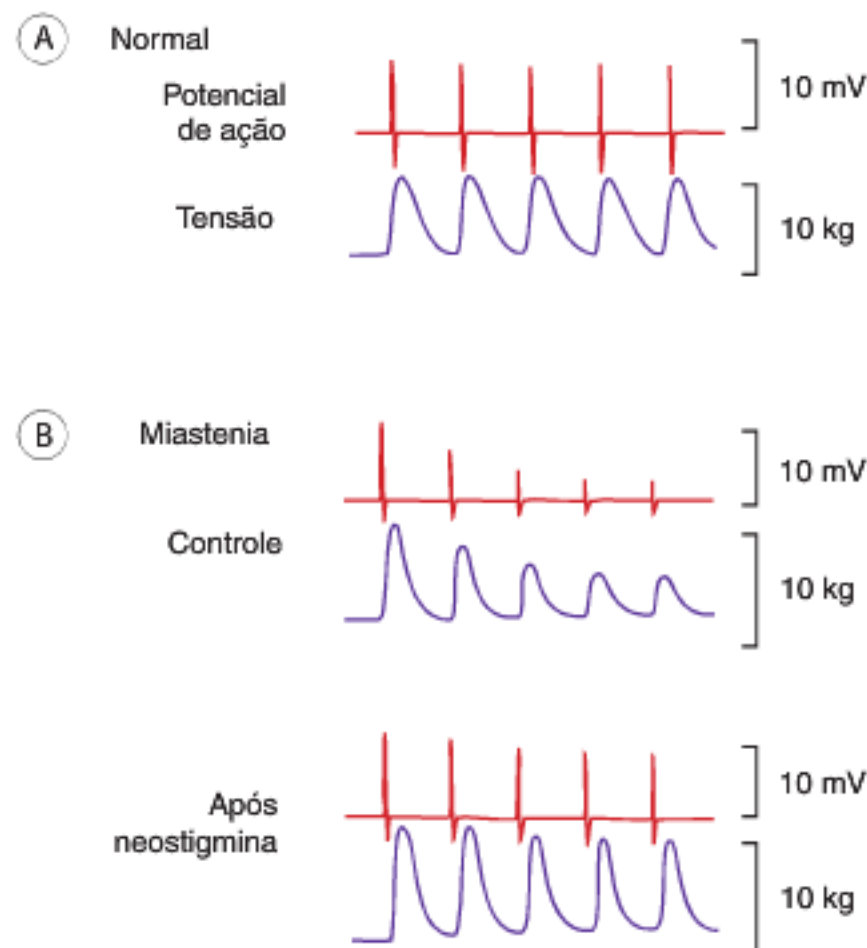 A Normal
Potencial
de ação
10 mV
Tensão
10 kg
B Miastenia
10 mV
Controle
10 kg
Após
neostigmina
10 mV
10 kg